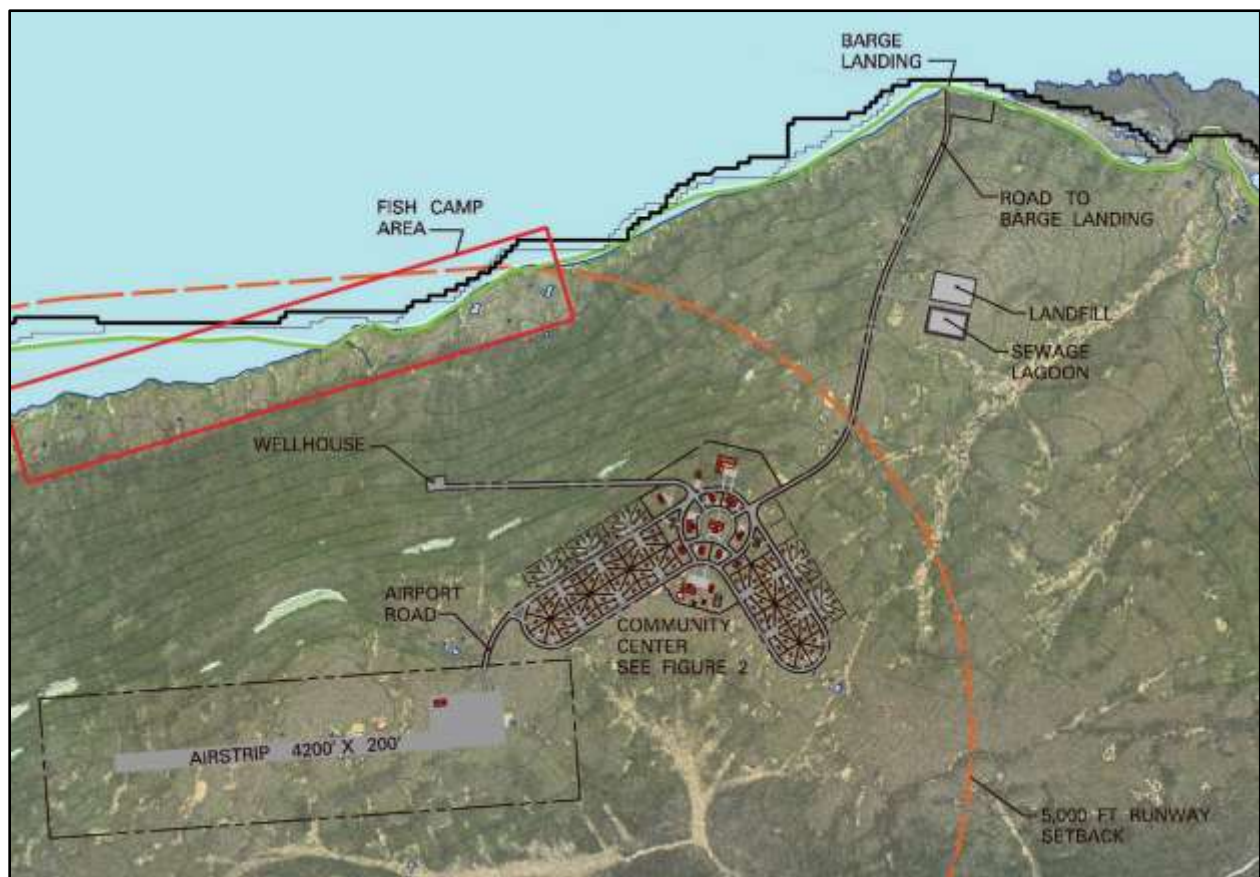 BARGE
LANDING
FISH CAMP
AREA
ROAD TO
BARGE LANDING
LANDFILL
SEWAGE
LAGOON
WELLHOUSE
AIRPORT
ROAD
COMMUNITY
CENTER
SEE FIGURE 2
AIRSTRIP 4200' X 200'
5,000 FT RUNWAY
SETBACK